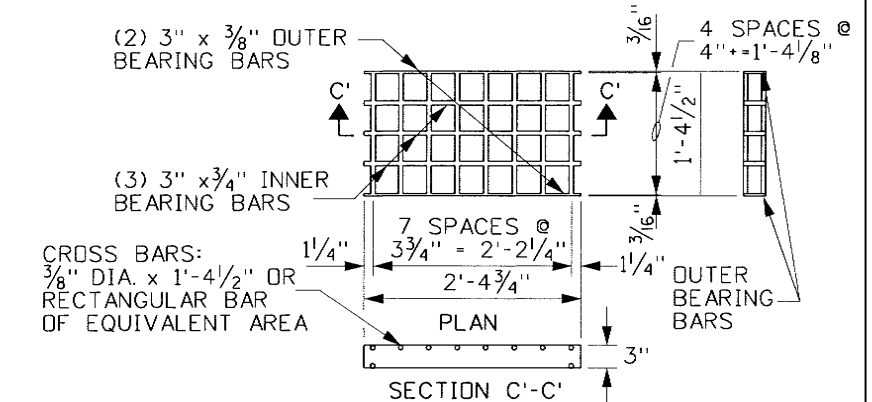 (2) 3" x 3/8" OUTER
BEARING BARS
3/16"
4 SPACES @
4"+=1'-4 1/8"
C'
C'
1'-4 1/2"
(3) 3" x 3/4" INNER
BEARING BARS
3/16"
7 SPACES @
3 3/4" = 2'-2 1/4"
1 1/4"
1 1/4"
2'-4 3/4"
CROSS BARS:
3/8" DIA. x 1'-4 1/2" OR
RECTANGULAR BAR
OF EQUIVALENT AREA
OUTER
BEARING
BARS
PLAN
3"
SECTION C'-C'